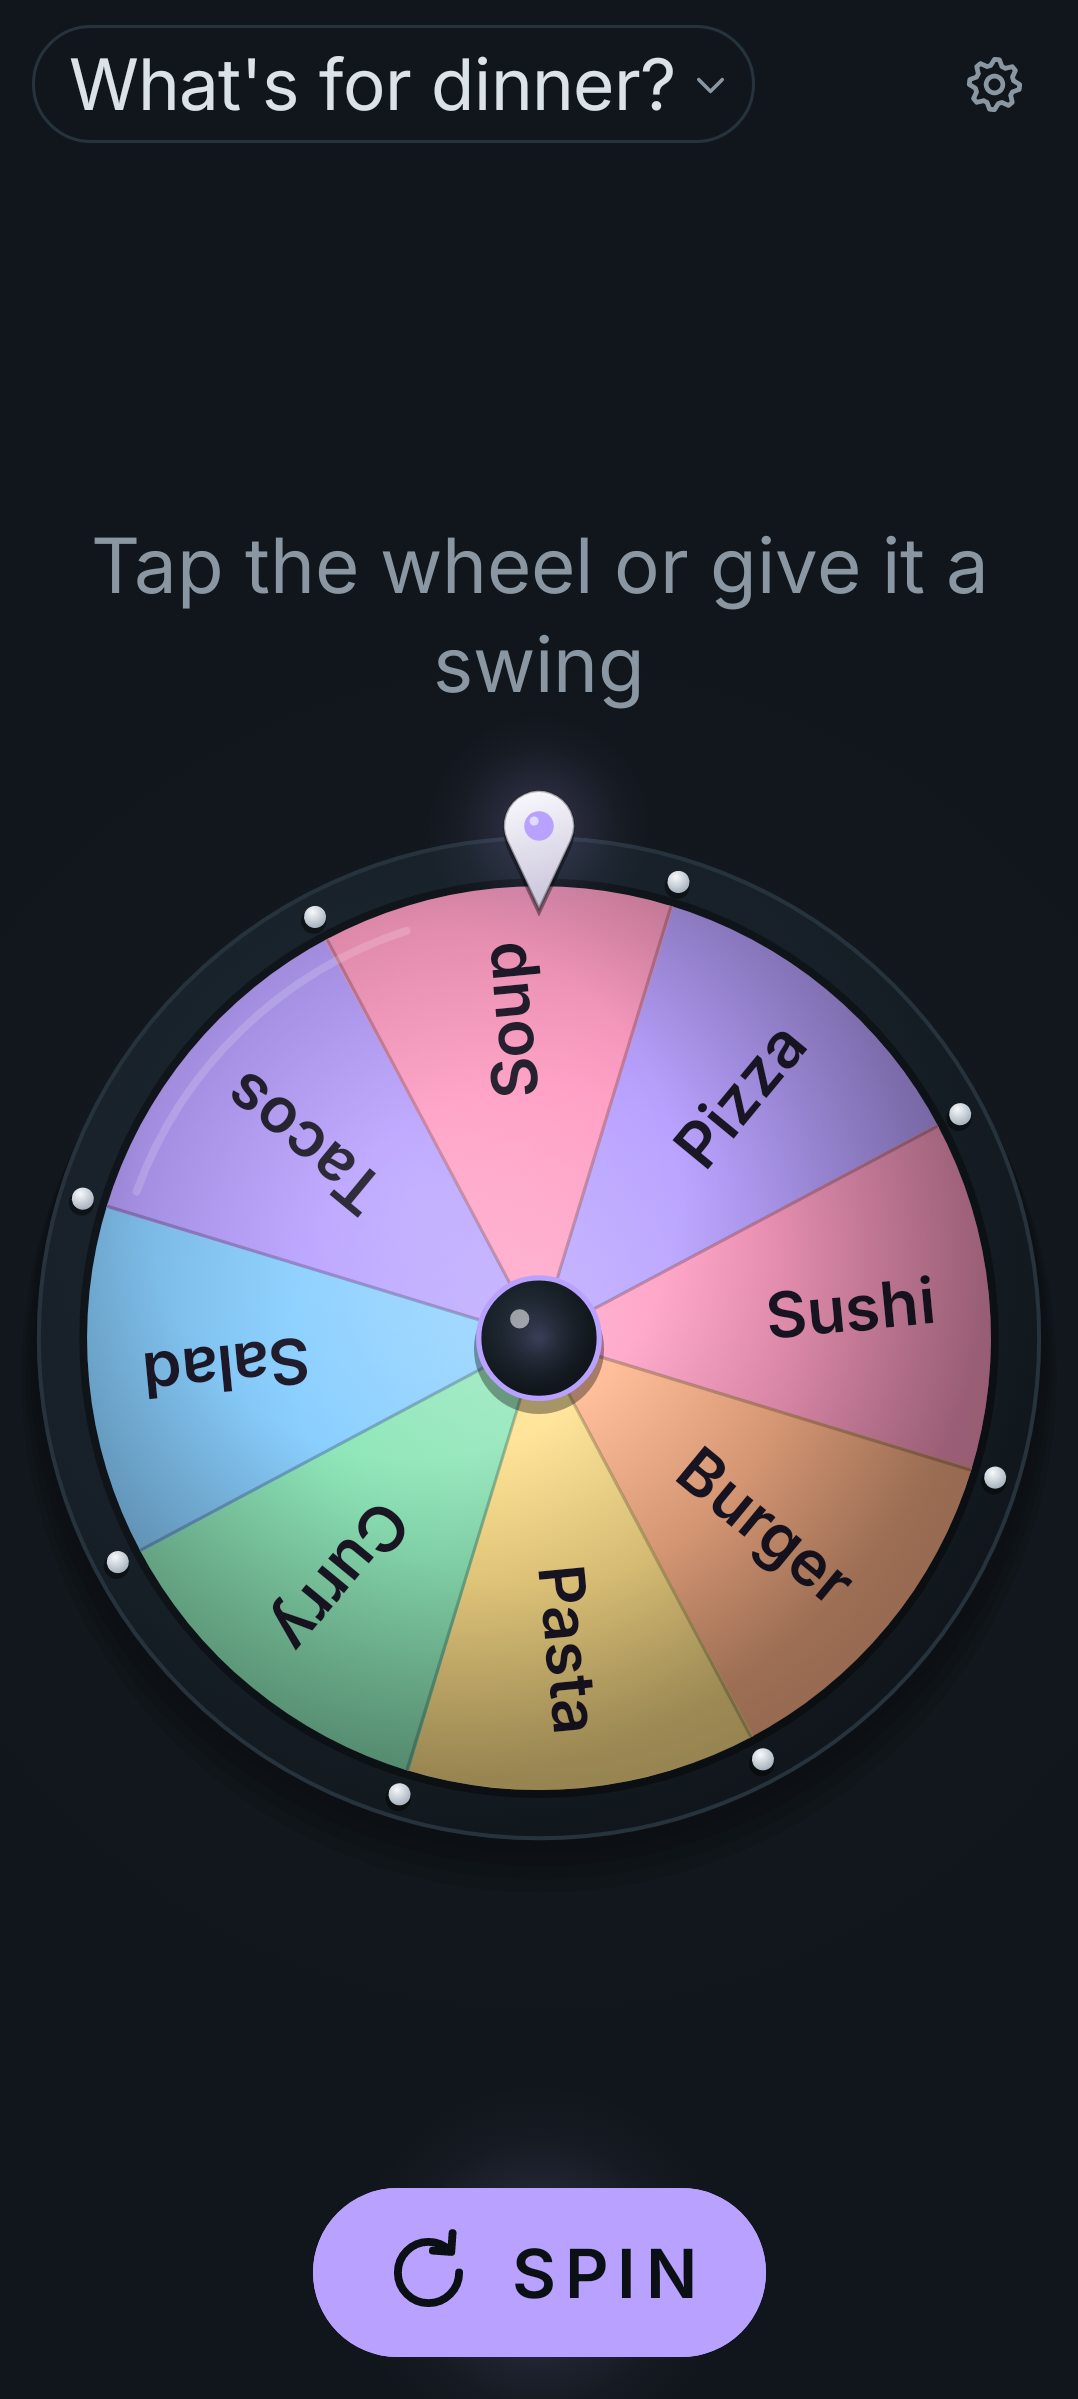 What's for dinner?
Tap the wheel or give it a
swing
Soup
Pizza
Sushi
Burger
Pasta
Curry
Salad
Tacos
SPIN